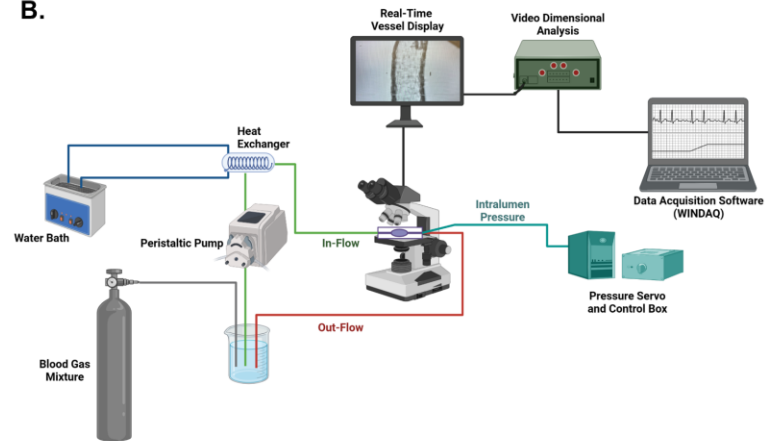 B.
Real-Time
Vessel Display
Video Dimensional
Analysis
Heat
Exchanger
Data Acquisition Software
(WINDAQ)
Intralumen
Pressure
Water Bath
Peristaltic Pump
In-Flow
Pressure Servo
and Control Box
Out-Flow
Blood Gas
Mixture